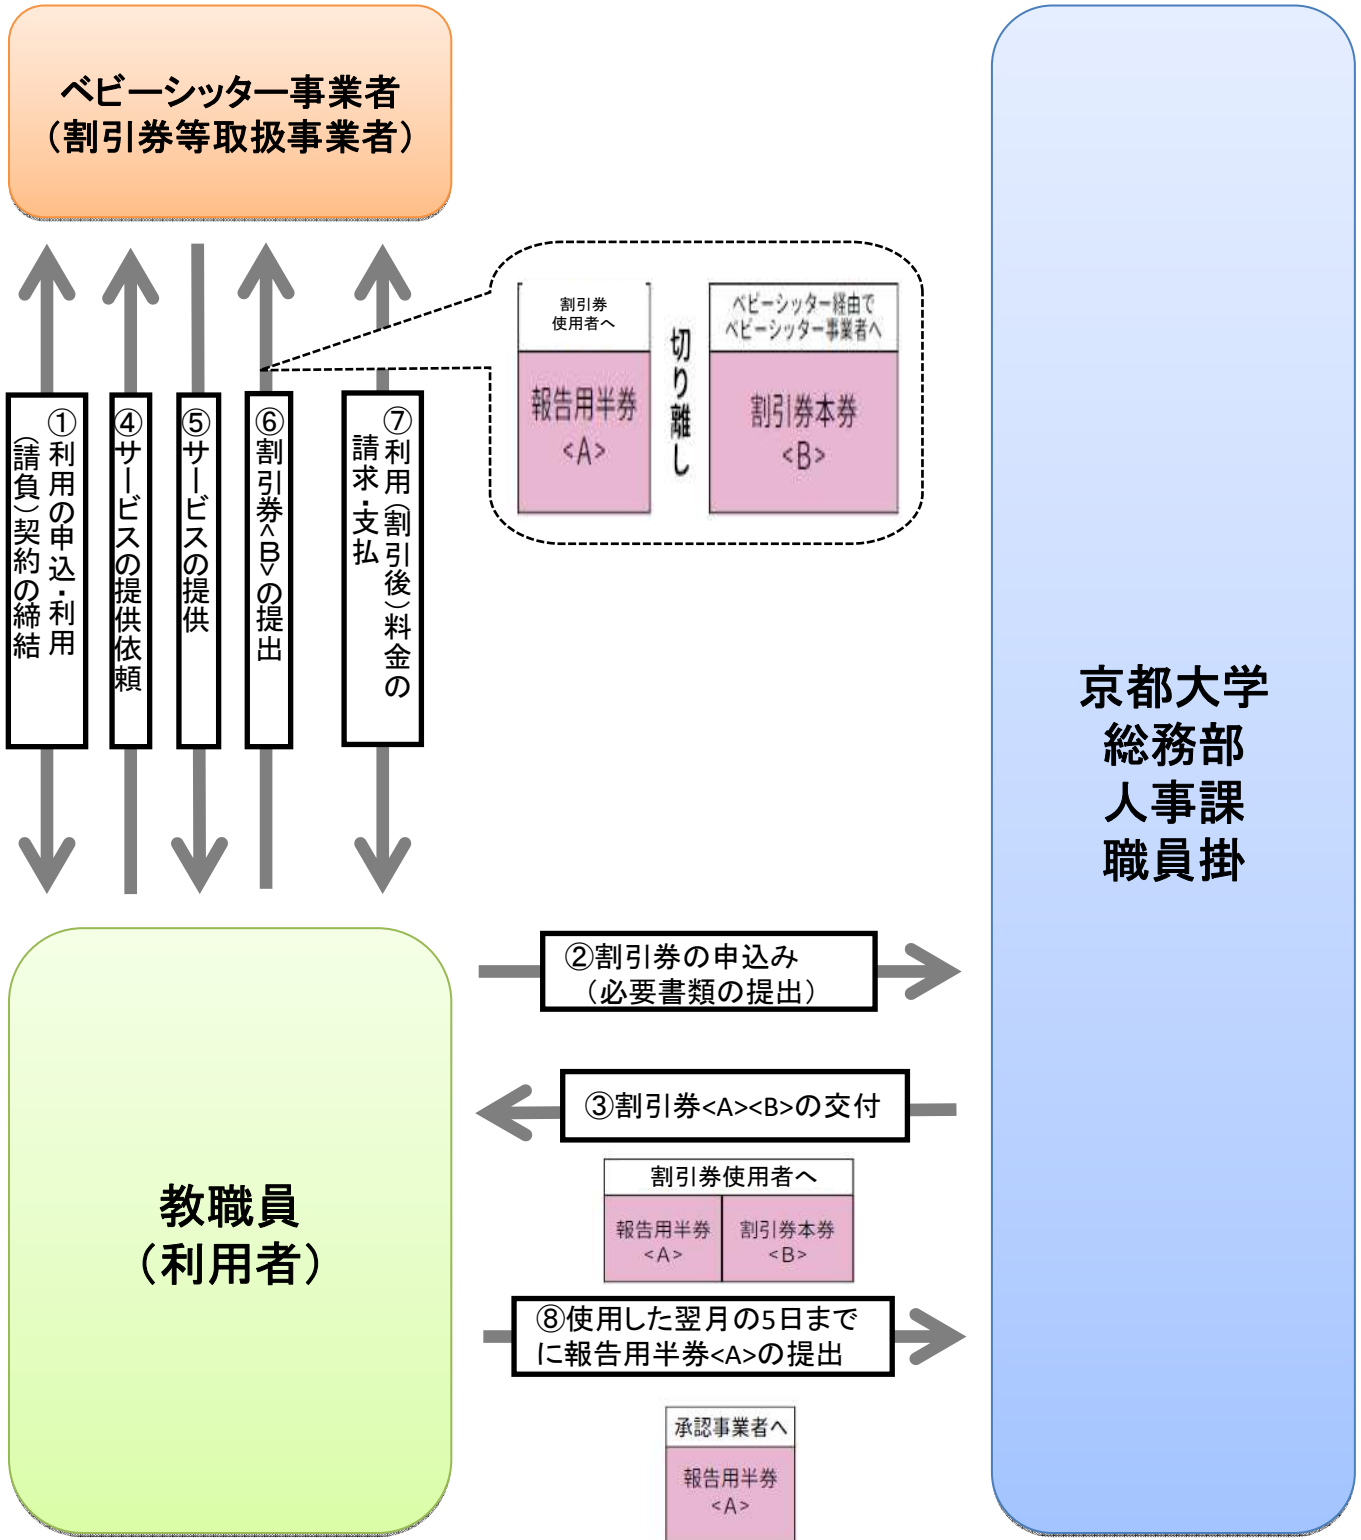 ベビーシッター事業者
（割引券等取扱事業者）
割引券
使用者へ
報告用半券
<A>
切り離し
ベビーシッター経由で
ベビーシッター事業者へ
割引券本券
<B>
①利用の申込・利用
（請負）契約の締結
④サービスの提供依頼
⑤サービスの提供
⑥割引券<B>の提出
⑦利用（割引後）料金の
請求・支払
京都大学
総務部
人事課
職員掛
②割引券の申込み
（必要書類の提出）
③割引券<A><B>の交付
割引券使用者へ
報告用半券
<A>
割引券本券
<B>
教職員
（利用者）
⑧使用した翌月の5日まで
に報告用半券<A>の提出
承認事業者へ
報告用半券
<A>